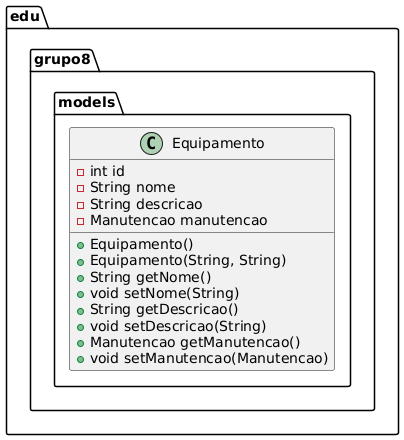 edu
grupo8
models
C Equipamento
int id
String nome
String descricao
Manutencao manutencao
Equipamento()
Equipamento(String, String)
String getNome()
void setNome(String)
String getDescricao()
void setDescricao(String)
Manutencao getManutencao()
void setManutencao(Manutencao)